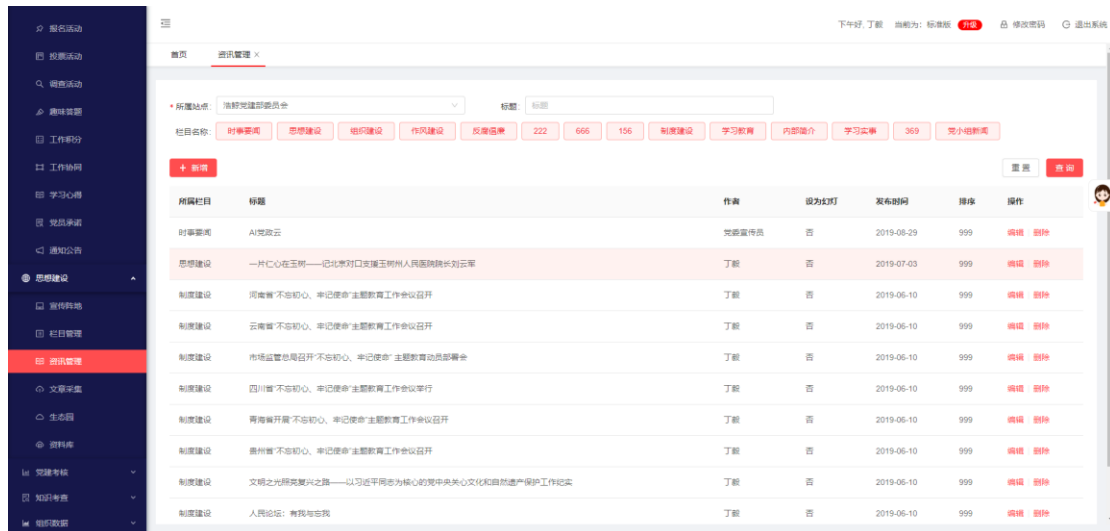 报名活动
投票活动
调查活动
趣味答题
工作积分
工作协同
学习心得
党员承诺
通知公告
思想建设
宣传阵地
栏目管理
资讯管理
文章采集
生态园
资料库
党建考核
知识考查
组织数据
下午好, 丁毅 当前为: 标准版 升级 修改密码 退出系统
首页 资讯管理 ×
* 所属站点: 浩鲸党建部委员会 标题: 标题
栏目名称: 时事要闻 思想建设 组织建设 作风建设 反腐倡廉 222 666 156 制度建设 学习教育 内部简介 学习实事 369 党小组新闻
+ 新增 重置 查询
所属栏目 标题 作者 设为幻灯 发布时间 排序 操作
时事要闻 AI党政云 党委宣传员 否 2019-08-29 999 编辑 删除
思想建设 一片仁心在玉树——记北京对口支援玉树州人民医院院长刘云军 丁毅 否 2019-07-03 999 编辑 删除
制度建设 河南省“不忘初心、牢记使命”主题教育工作会议召开 丁毅 否 2019-06-10 999 编辑 删除
制度建设 云南省“不忘初心、牢记使命”主题教育工作会议召开 丁毅 否 2019-06-10 999 编辑 删除
制度建设 市场监管总局召开“不忘初心、牢记使命” 主题教育动员部署会 丁毅 否 2019-06-10 999 编辑 删除
制度建设 四川省“不忘初心、牢记使命”主题教育工作会议举行 丁毅 否 2019-06-10 999 编辑 删除
制度建设 青海省开展“不忘初心、牢记使命”主题教育工作会议召开 丁毅 否 2019-06-10 999 编辑 删除
制度建设 贵州省“不忘初心、牢记使命”主题教育工作会议召开 丁毅 否 2019-06-10 999 编辑 删除
制度建设 文明之光照亮复兴之路——以习近平同志为核心的党中央关心文化和自然遗产保护工作纪实 丁毅 否 2019-06-10 999 编辑 删除
制度建设 人民论坛：有我与忘我 丁毅 否 2019-06-10 999 编辑 删除